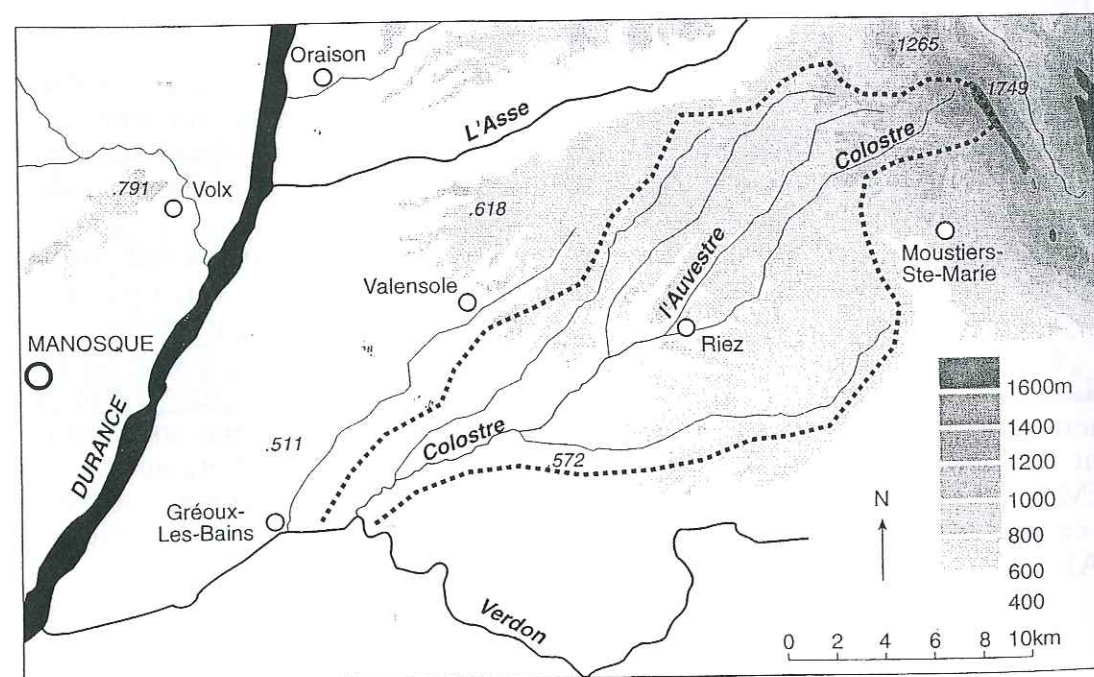 Oraison
.1265
L'Asse
1749
Colostre
.791
Volx
.618
Moustiers-
Ste-Marie
l'Auvestre
Valensole
Riez
MANOSQUE
1600m
DURANCE
1400
Colostre
.511
.572
1200
1000
N
Gréoux-
Les-Bains
800
600
400
Verdon
0 2 4 6 8 10km